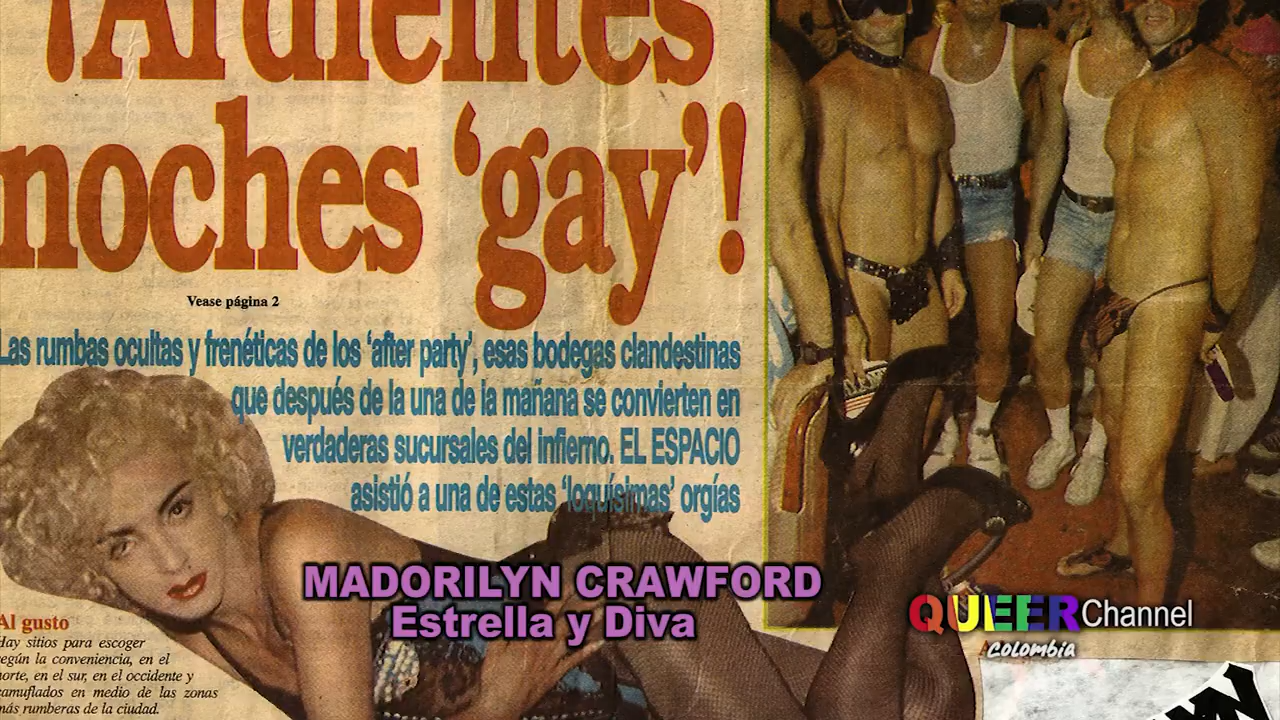 ¡Ardientes
noches ‘gay’!
Vease página 2
Las rumbas ocultas y frenéticas de los ‘after party’, esas bodegas clandestinas
que después de la una de la mañana se convierten en
verdaderas sucursales del infierno. EL ESPACIO
asistió a una de estas ‘loquísimas’ orgías
MADORILYN CRAWFORD
Estrella y Diva
QUEER Channel
Colombia
Al gusto
Hay sitios para escoger
según la conveniencia, en el
norte, en el sur, en el occidente y
camuflados en medio de las zonas
más rumberas de la ciudad.